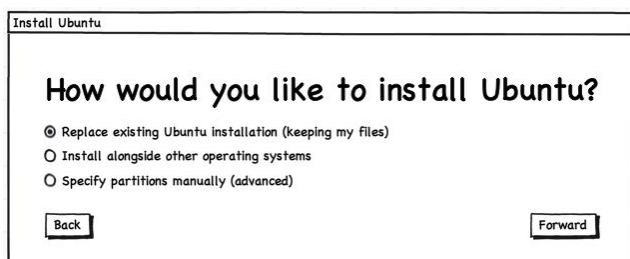 Install Ubuntu
How would you like to install Ubuntu?
Replace existing Ubuntu installation (keeping my files)
Install alongside other operating systems
Specify partitions manually (advanced)
Back Forward